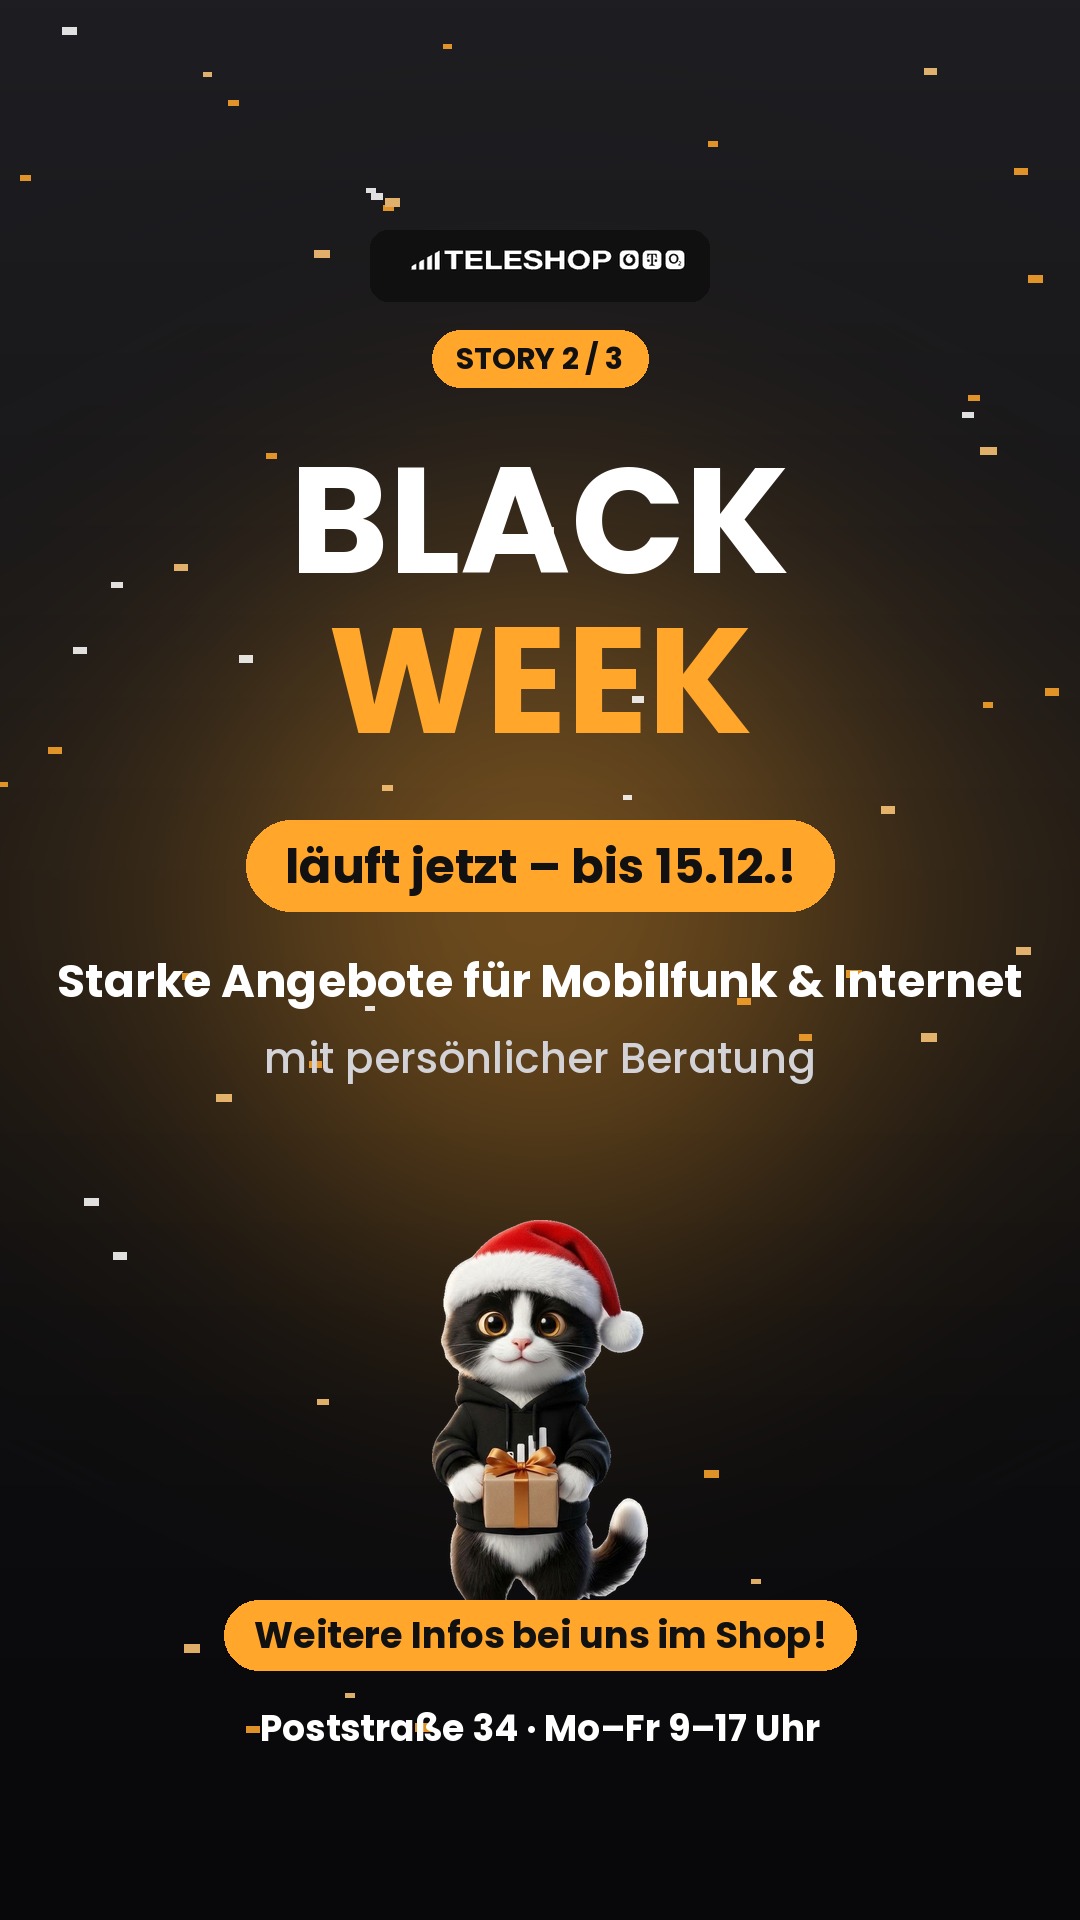 TELESHOP
STORY 2 / 3
BLACK
WEEK
läuft jetzt – bis 15.12.!
Starke Angebote für Mobilfunk & Internet
mit persönlicher Beratung
Weitere Infos bei uns im Shop!
Poststraße 34 · Mo–Fr 9–17 Uhr